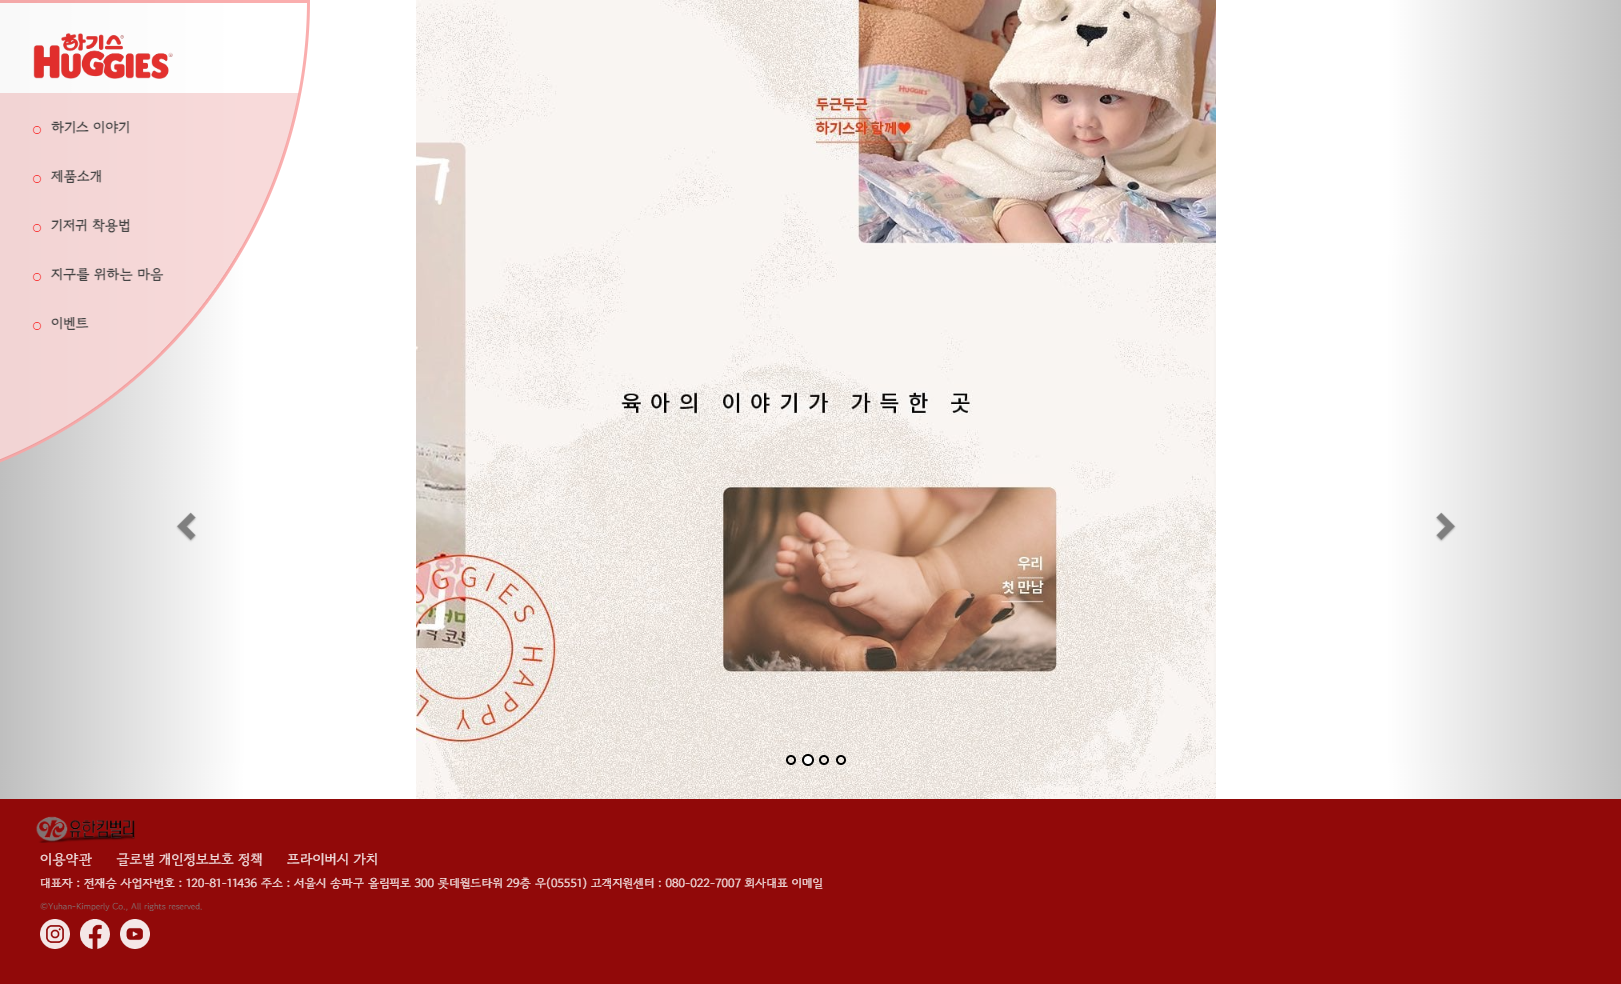 하기스
HUGGIES
하기스 이야기
제품소개
기저귀 착용법
지구를 위하는 마음
이벤트
HUGGIES
두근두근
하기스와 함께♥
육아의 이야기가 가득한 곳
우리
첫 만남
GGIES HAPPY L
유한킴벌리
이용약관 글로벌 개인정보보호 정책 프라이버시 가치
대표자 : 전재승 사업자번호 : 120-81-11436 주소 : 서울시 송파구 올림픽로 300 롯데월드타워 29층 우(05551) 고객지원센터 : 080-022-7007 회사대표 이메일
©Yuhan-Kimperly Co., All rights reserved.